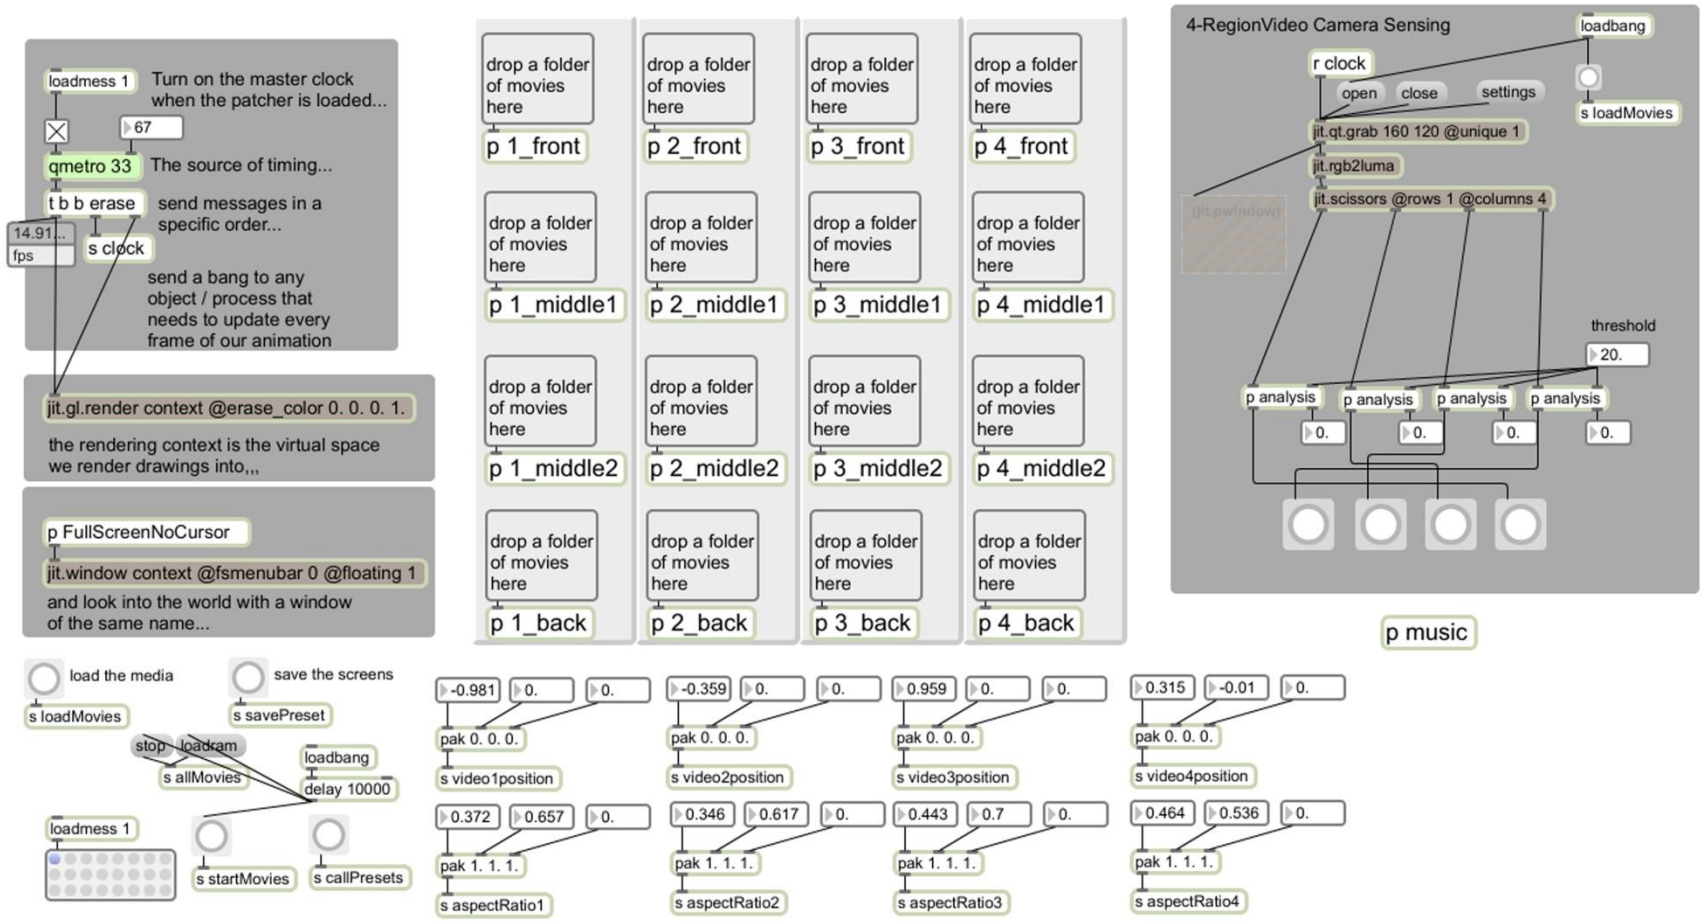 loadmess 1
Turn on the master clock
when the patcher is loaded...
67
qmetro 33
The source of timing...
t b b erase
send messages in a
specific order...
14.91...
fps
s clock
send a bang to any
object / process that
needs to update every
frame of our animation
jit.gl.render context @erase_color 0. 0. 0. 1.
the rendering context is the virtual space
we render drawings into,,,
p FullScreenNoCursor
jit.window context @fsmenubar 0 @floating 1
and look into the world with a window
of the same name...
load the media
s loadMovies
save the screens
s savePreset
stop
loadram
s allMovies
loadbang
delay 10000
loadmess 1
s startMovies
s callPresets
drop a folder
of movies
here
p 1_front
drop a folder
of movies
here
p 2_front
drop a folder
of movies
here
p 3_front
drop a folder
of movies
here
p 4_front
drop a folder
of movies
here
p 1_middle1
drop a folder
of movies
here
p 2_middle1
drop a folder
of movies
here
p 3_middle1
drop a folder
of movies
here
p 4_middle1
drop a folder
of movies
here
p 1_middle2
drop a folder
of movies
here
p 2_middle2
drop a folder
of movies
here
p 3_middle2
drop a folder
of movies
here
p 4_middle2
drop a folder
of movies
here
p 1_back
drop a folder
of movies
here
p 2_back
drop a folder
of movies
here
p 3_back
drop a folder
of movies
here
p 4_back
-0.981 0. 0.
pak 0. 0. 0.
s video1position
-0.359 0. 0.
pak 0. 0. 0.
s video2position
0.959 0. 0.
pak 0. 0. 0.
s video3position
0.315 -0.01 0.
pak 0. 0. 0.
s video4position
0.372 0.657 0.
pak 1. 1. 1.
s aspectRatio1
0.346 0.617 0.
pak 1. 1. 1.
s aspectRatio2
0.443 0.7 0.
pak 1. 1. 1.
s aspectRatio3
0.464 0.536 0.
pak 1. 1. 1.
s aspectRatio4
4-RegionVideo Camera Sensing
loadbang
r clock
open
close
settings
s loadMovies
jit.qt.grab 160 120 @unique 1
jit.rgb2luma
jit.scissors @rows 1 @columns 4
(jit.pwindow)
threshold
20.
p analysis
p analysis
p analysis
p analysis
0.
0.
0.
0.
p music